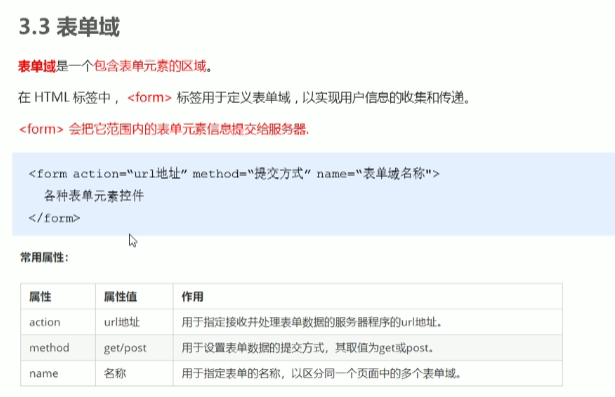 3.3 表单域
表单域是一个包含表单元素的区域。
在 HTML 标签中，<form> 标签用于定义表单域，以实现用户信息的收集和传递。
<form> 会把它范围内的表单元素信息提交给服务器.
<form action=“url地址” method=“提交方式” name=“表单域名称">
各种表单元素控件
</form>
常用属性：
属性 属性值 作用
action url地址 用于指定接收并处理表单数据的服务器程序的url地址。
method get/post 用于设置表单数据的提交方式，其取值为get或post。
name 名称 用于指定表单的名称，以区分同一个页面中的多个表单域。